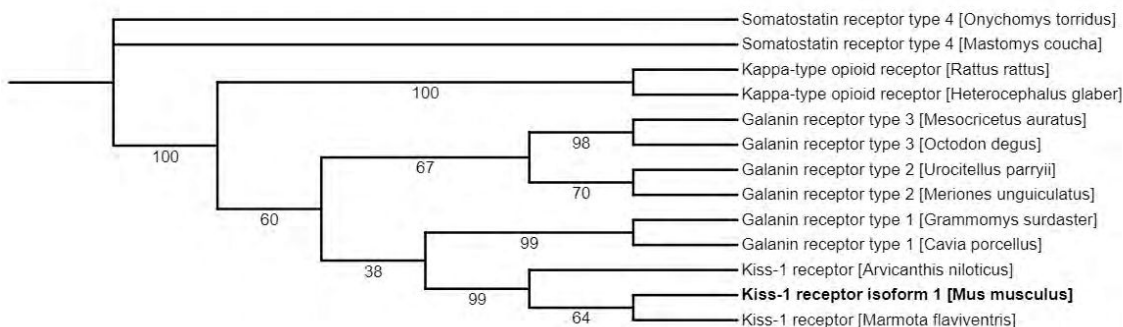 Somatostatin receptor type 4 [Onychomys torridus]
Somatostatin receptor type 4 [Mastomys coucha]
Kappa-type opioid receptor [Rattus rattus]
100
Kappa-type opioid receptor [Heterocephalus glaber]
Galanin receptor type 3 [Mesocricetus auratus]
98
Galanin receptor type 3 [Octodon degus]
100
67
Galanin receptor type 2 [Urocitellus parryii]
70
Galanin receptor type 2 [Meriones unguiculatus]
60
Galanin receptor type 1 [Grammomys surdaster]
99
Galanin receptor type 1 [Cavia porcellus]
38
Kiss-1 receptor [Arvicanthis niloticus]
99
Kiss-1 receptor isoform 1 [Mus musculus]
64
Kiss-1 receptor [Marmota flaviventris]